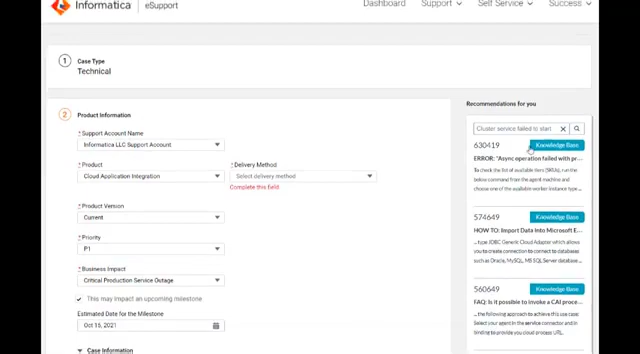 Informatica eSupport Dashboard Support Self Service Success
1 Case Type
Technical
2 Product Information
* Support Account Name
Informatica LLC Support Account
* Product
Cloud Application Integration
* Delivery Method
Select delivery method
Complete this field
* Product Version
Current
* Priority
P1
* Business Impact
Critical Production Service Outage
This may impact an upcoming milestone
Estimated Date for the Milestone
Oct 15, 2021
Case Information
Recommendations for you
Cluster service failed to start
630419 Knowledge Base
ERROR: "Async operation failed with pr...
To check the list of available tiers (SRIA), run the
below command from the agent machine and
choose one of the available worker instance type...
574649 Knowledge Base
HOW TO: Import Data into Microsoft E...
... type JDBC Generic Cloud Adapter which allows
you to create connection to connect to databases
such as Oracle, MySQL, MS SQL Server database...
560649 Knowledge Base
FAQ: Is it possible to invoke a CAI proce...
... the following approach to achieve this use case:
Select your agent in the service connector and in
binding to provide you cloud process URL.